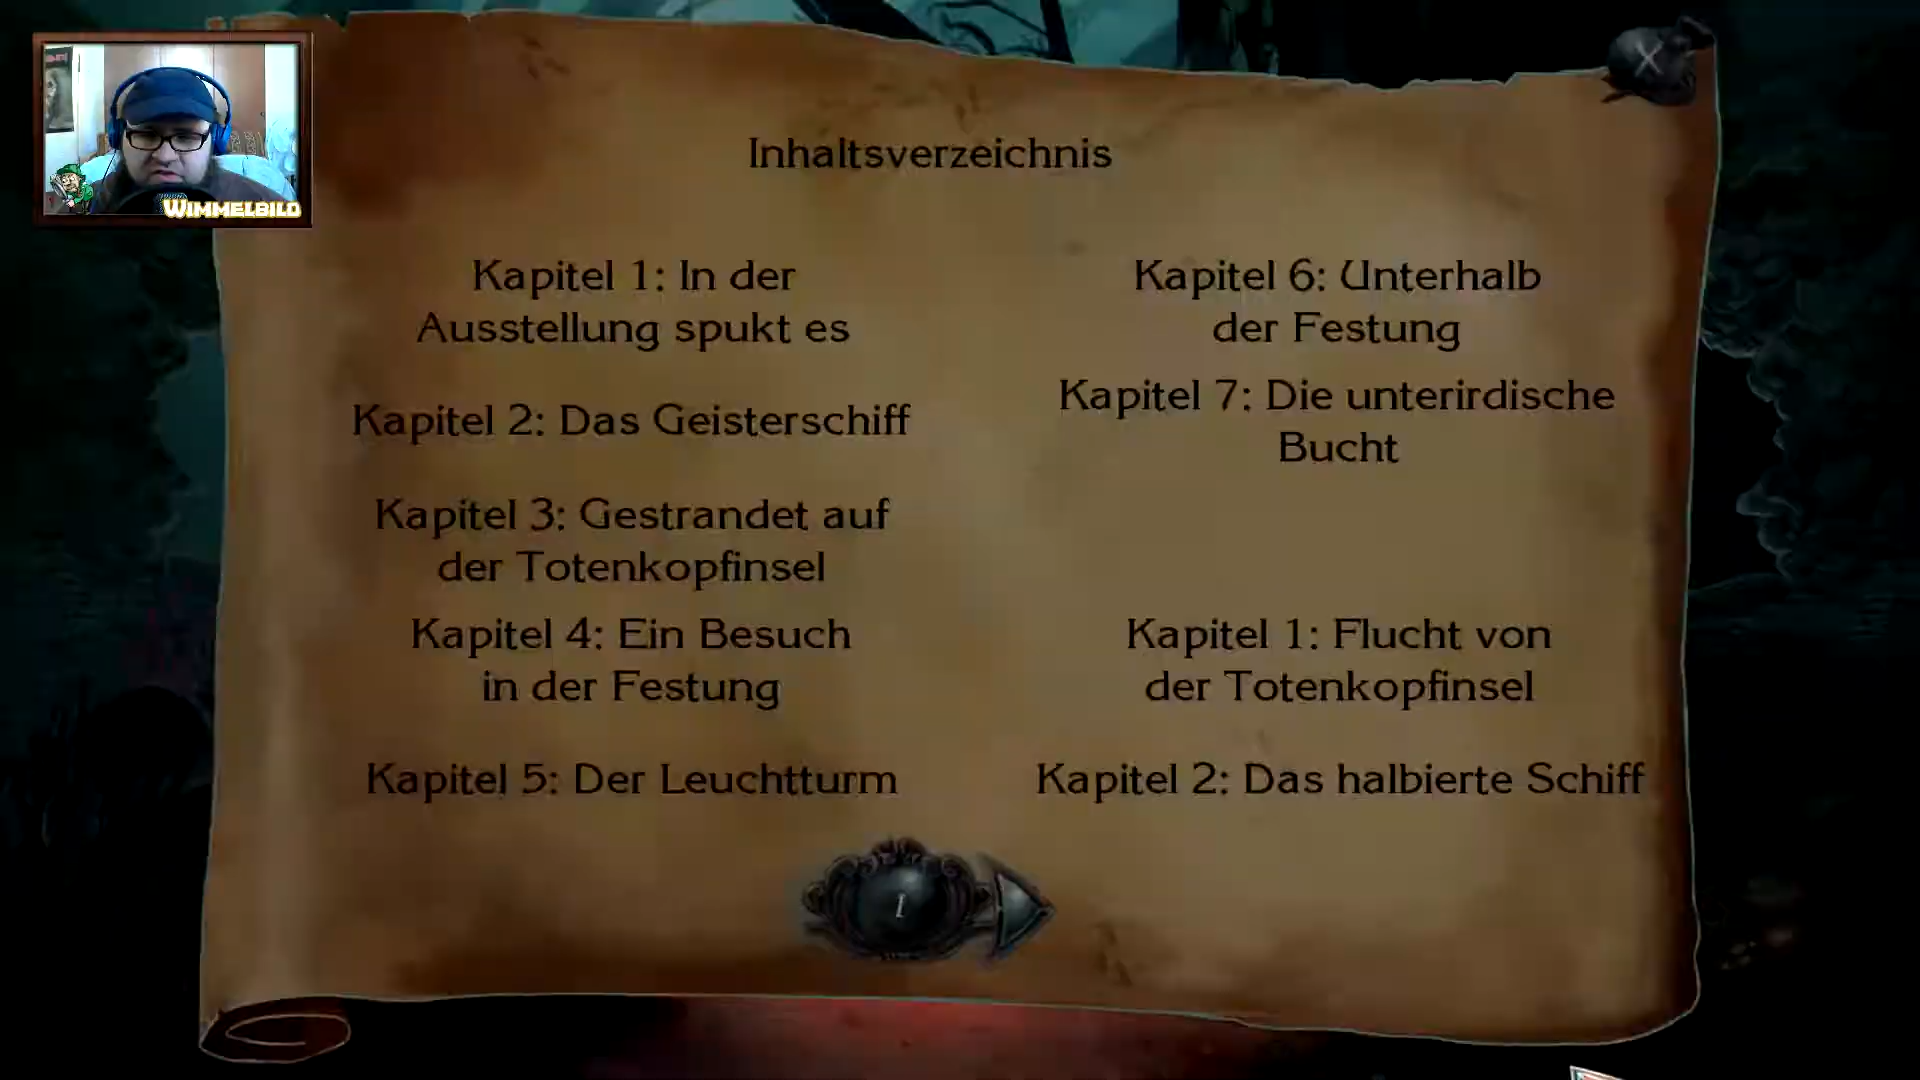 WIMMELBILD
Inhaltsverzeichnis
Kapitel 1: In der
Ausstellung spukt es
Kapitel 2: Das Geisterschiff
Kapitel 3: Gestrandet auf
der Totenkopfinsel
Kapitel 4: Ein Besuch
in der Festung
Kapitel 5: Der Leuchtturm
Kapitel 6: Unterhalb
der Festung
Kapitel 7: Die unterirdische
Bucht
Kapitel 1: Flucht von
der Totenkopfinsel
Kapitel 2: Das halbierte Schiff
1